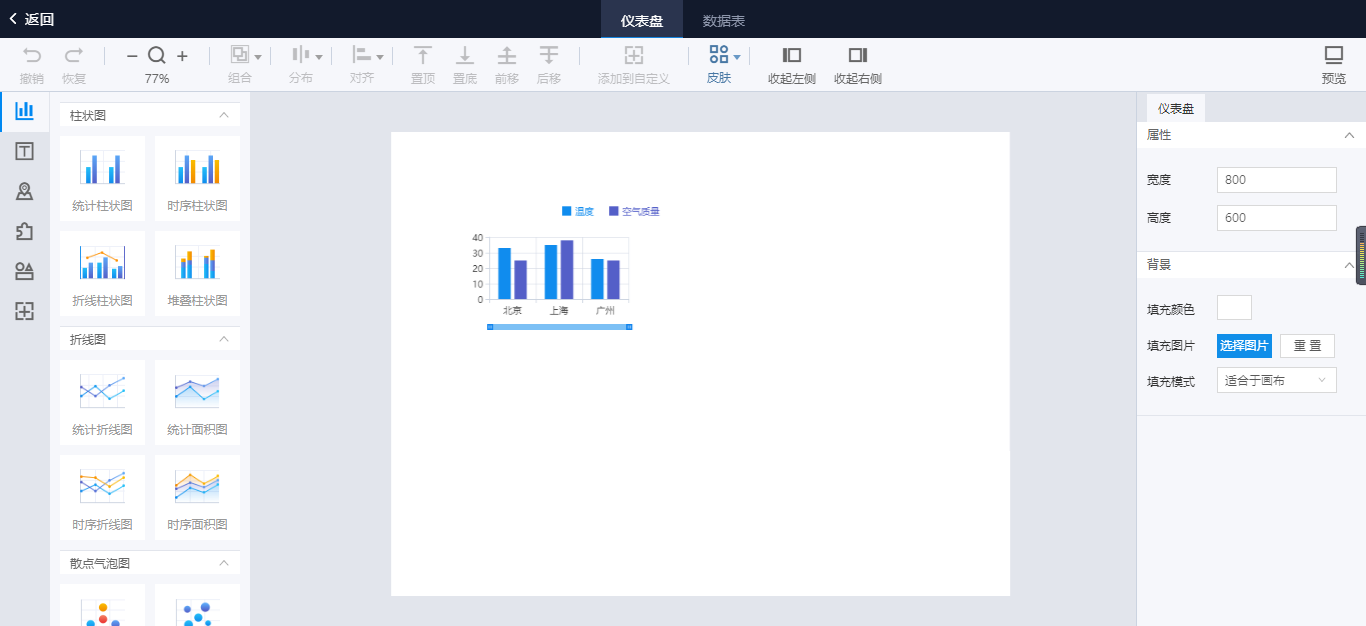 返回
仪表盘 数据表
撤销 恢复 77% 组合 分布 对齐 置顶 置底 前移 后移 添加到自定义 皮肤 收起左侧 收起右侧 预览
柱状图
统计柱状图 时序柱状图
折线柱状图 堆叠柱状图
折线图
统计折线图 统计面积图
时序折线图 时序面积图
散点气泡图
温度 空气质量
40
30
20
10
0
北京 上海 广州
仪表盘
属性
宽度 800
高度 600
背景
填充颜色
填充图片 选择图片 重 置
填充模式 适合于画布